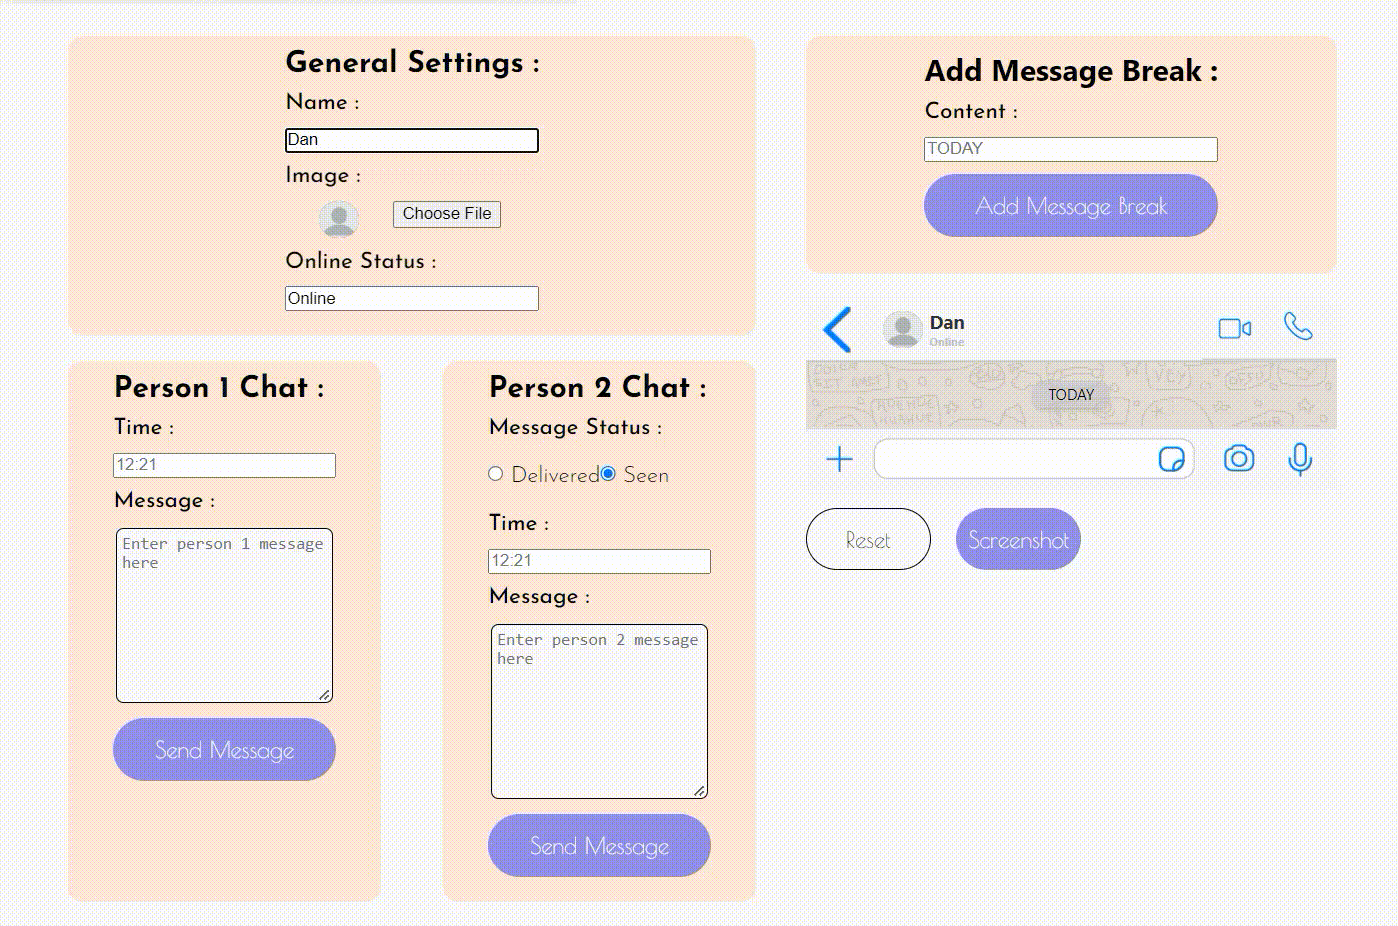 General Settings :
Name :
Dan
Image :
Choose File
Online Status :
Online
Person 1 Chat :
Time :
12:21
Message :
Enter person 1 message
here
Send Message
Person 2 Chat :
Message Status :
Delivered Seen
Time :
12:21
Message :
Enter person 2 message
here
Send Message
Add Message Break :
Content :
TODAY
Add Message Break
Dan
Online
TODAY
Reset
Screenshot